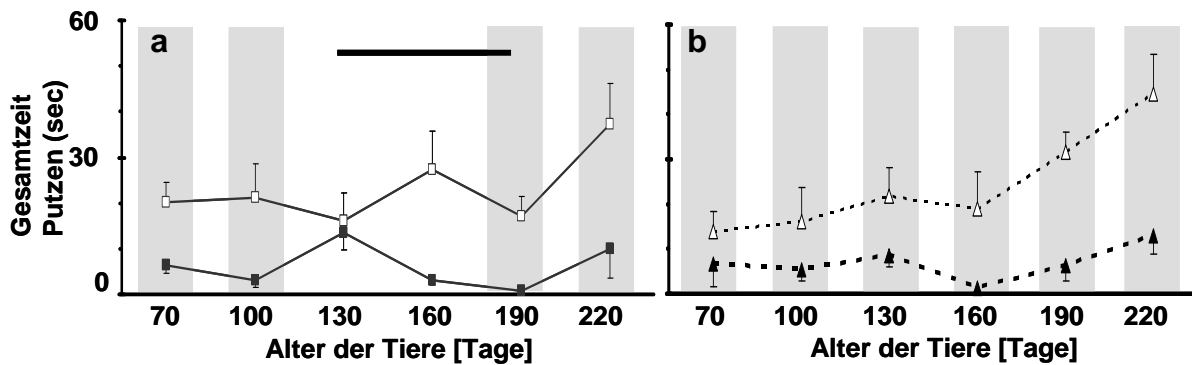 60
30
0
Gesamtzeit
Putzen (sec)
a
70 100 130 160 190 220
Alter der Tiere [Tage]
b
70 100 130 160 190 220
Alter der Tiere [Tage]